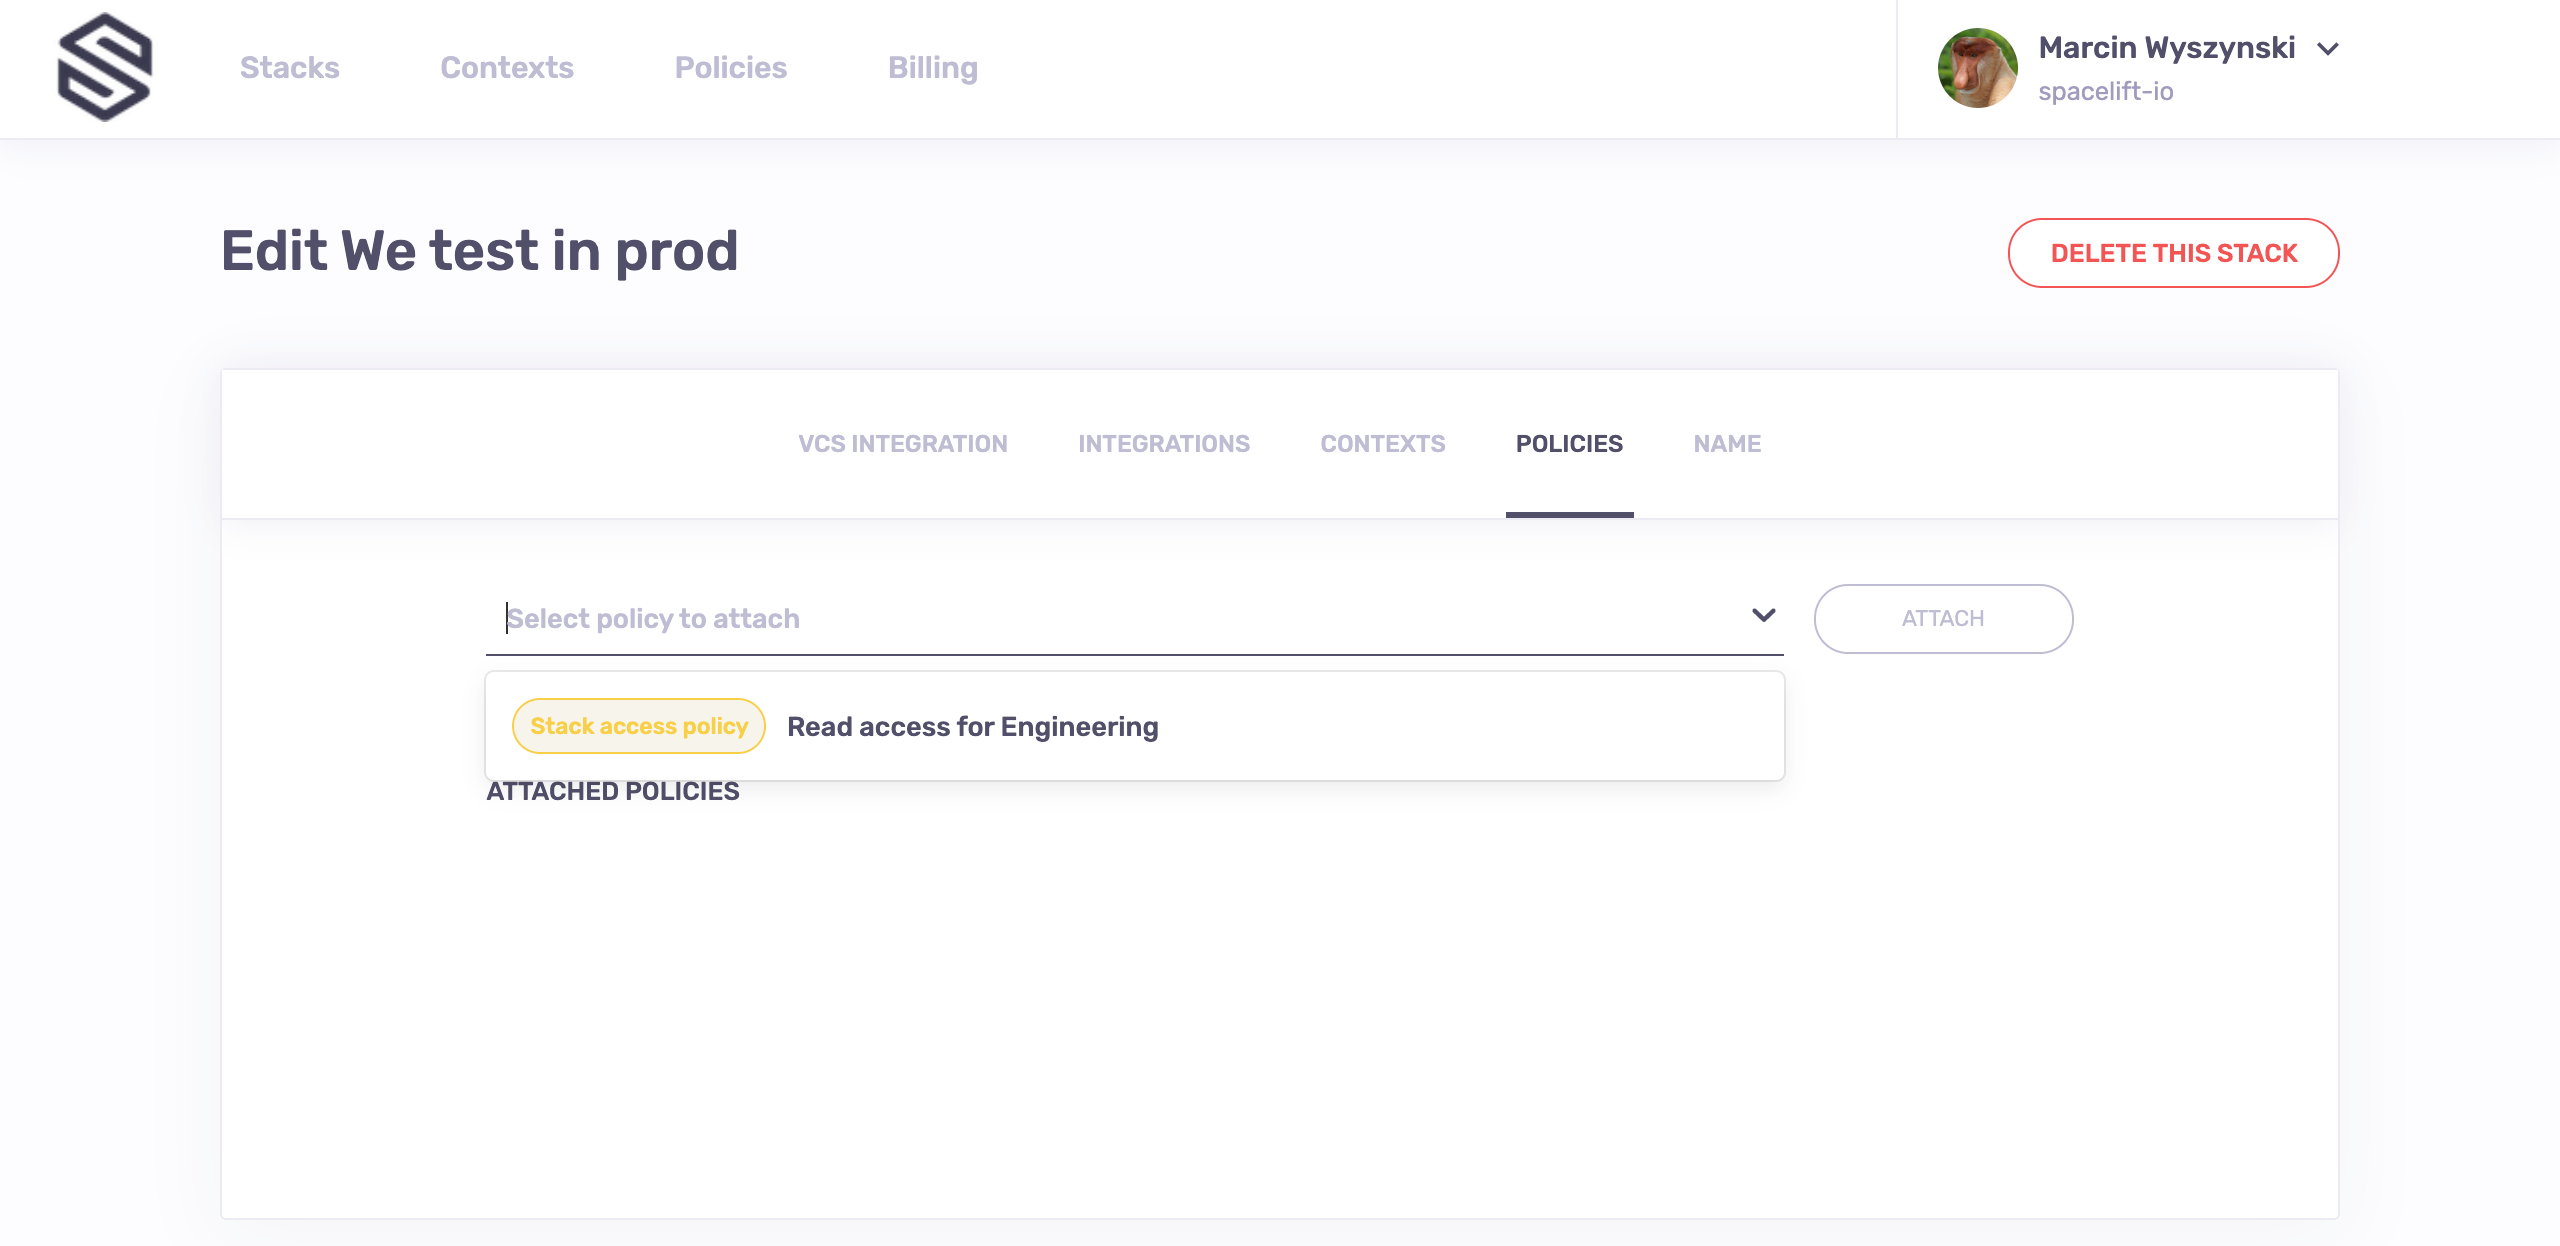 Stacks Contexts Policies Billing Marcin Wyszynski
spacelift-io
Edit We test in prod DELETE THIS STACK
VCS INTEGRATION INTEGRATIONS CONTEXTS POLICIES NAME
Select policy to attach ATTACH
Stack access policy Read access for Engineering
ATTACHED POLICIES